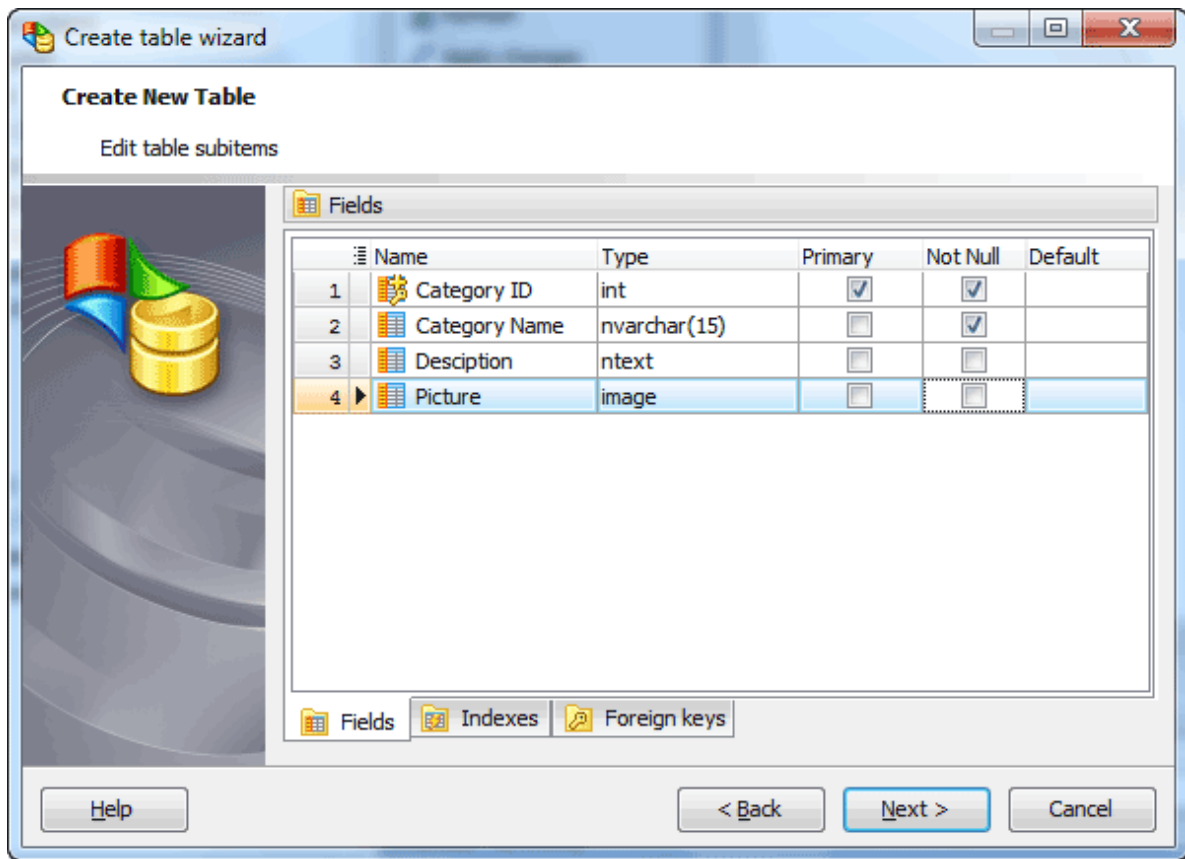 Create table wizard
Create New Table
Edit table subitems
Fields
Name Type Primary Not Null Default
1 Category ID int
2 Category Name nvarchar(15)
3 Desciption ntext
4 Picture image
Fields Indexes Foreign keys
Help < Back Next > Cancel